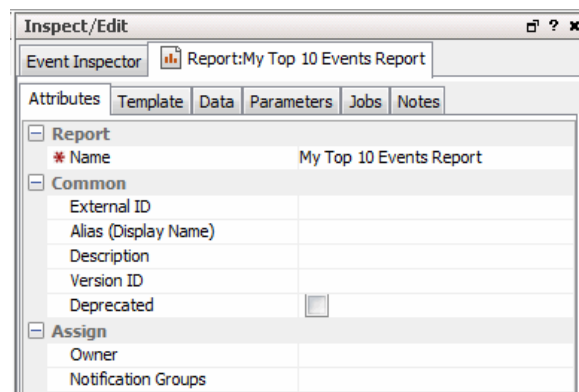 Inspect/Edit
Event Inspector Report:My Top 10 Events Report
Attributes Template Data Parameters Jobs Notes
Report
* Name My Top 10 Events Report
Common
External ID
Alias (Display Name)
Description
Version ID
Deprecated
Assign
Owner
Notification Groups